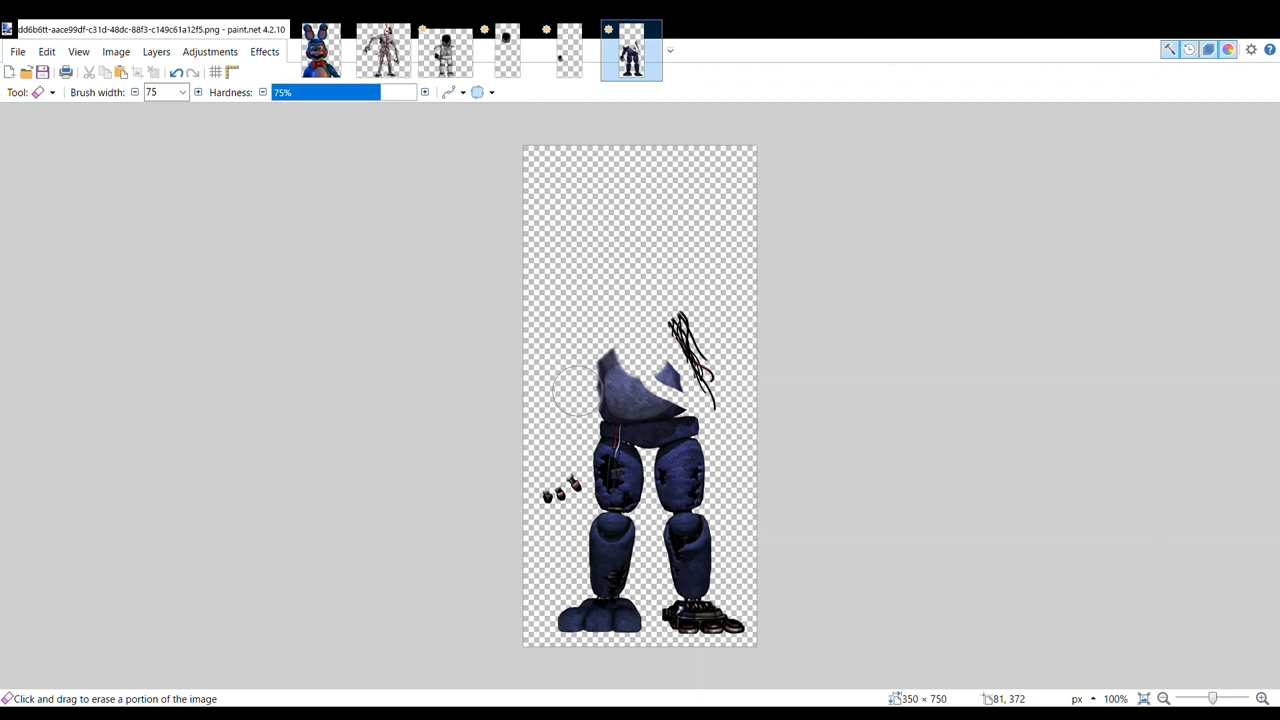 dd6b6tt-aace99df-c31d-48dc-88f3-c149c61a12f5.png - paint.net 4.2.10
File Edit View Image Layers Adjustments Effects
Tool: Brush width: 75 Hardness: 75%
Click and drag to erase a portion of the image 350 × 750 81, 372 px 100%